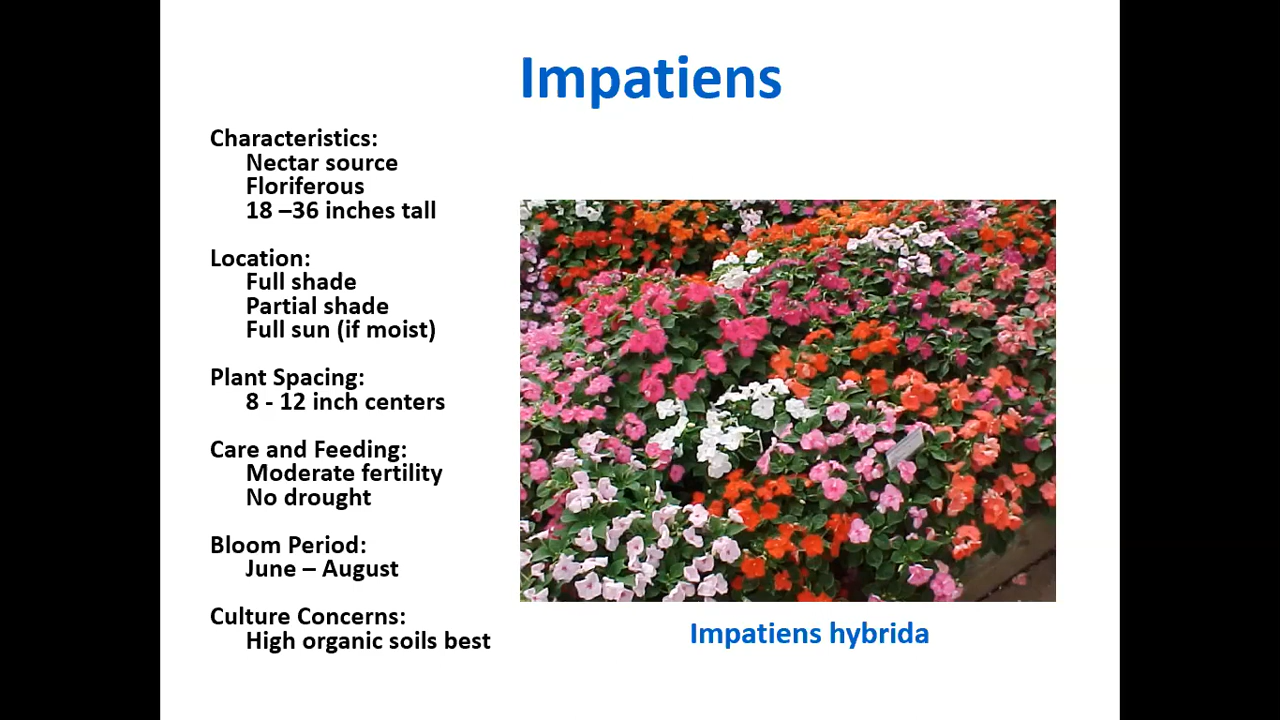 Impatiens
Characteristics:
Nectar source
Floriferous
18 –36 inches tall
Location:
Full shade
Partial shade
Full sun (if moist)
Plant Spacing:
8 - 12 inch centers
Care and Feeding:
Moderate fertility
No drought
Bloom Period:
June – August
Culture Concerns:
High organic soils best
Impatiens hybrida